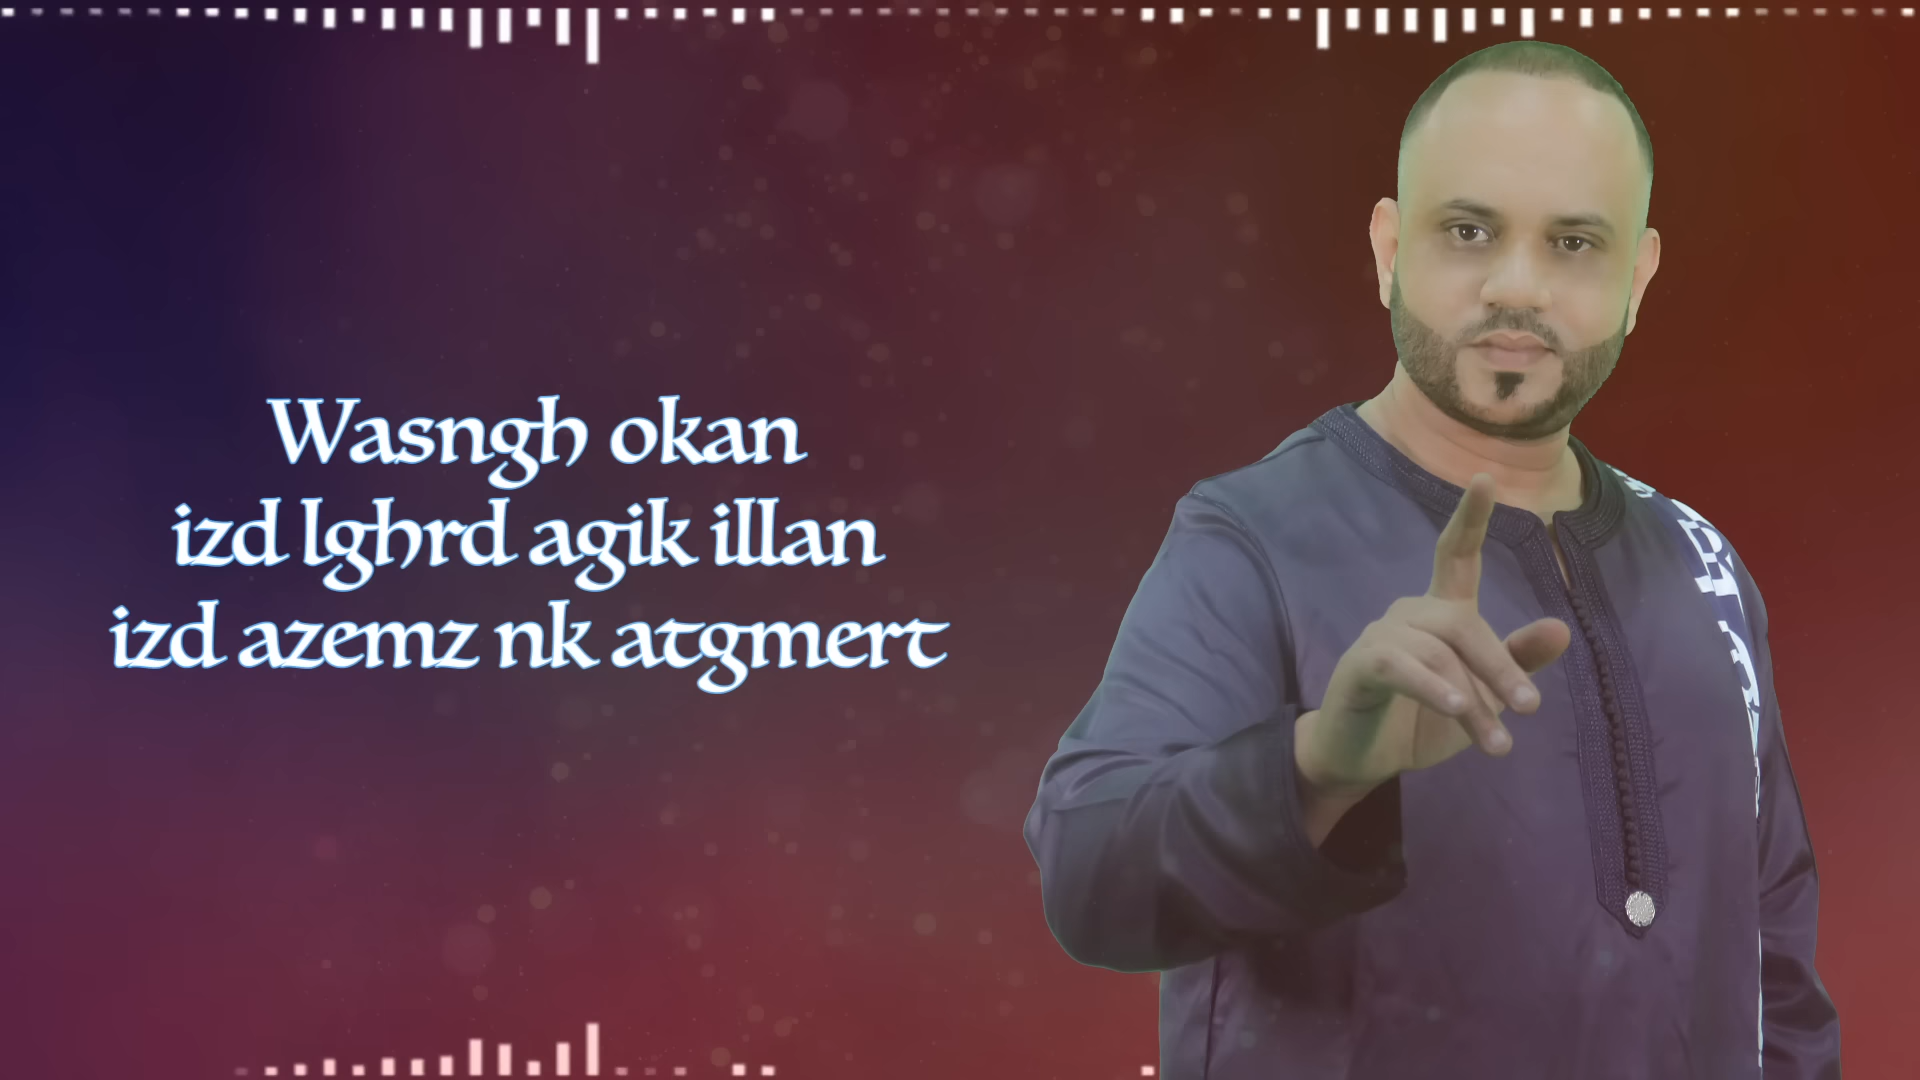 Wasngh okan
izd lghrd agik illan
izd azemz nk atgmert